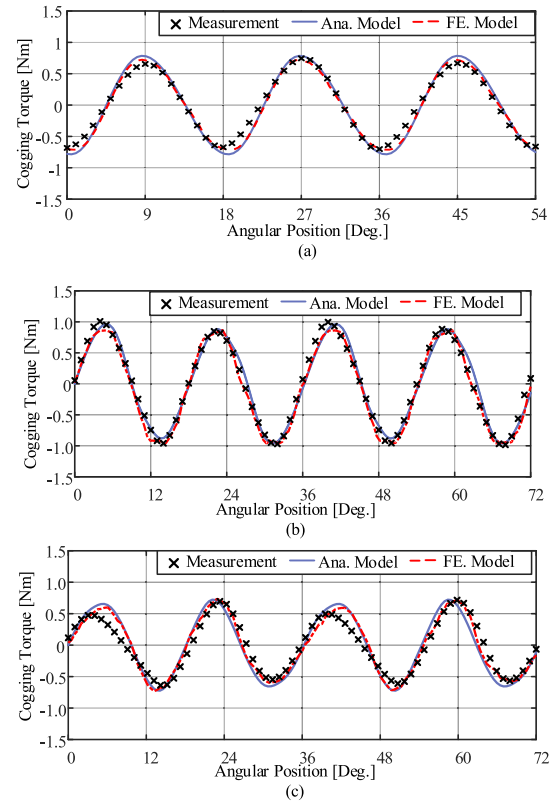 Measurement Ana. Model FE. Model
Cogging Torque [Nm]
1.5
1.0
0.5
0
-0.5
-1.0
-1.5
0 9 18 27 36 45 54
Angular Position [Deg.]
(a)
Measurement Ana. Model FE. Model
Cogging Torque [Nm]
1.5
1.0
0.5
0
-0.5
-1.0
-1.5
0 12 24 36 48 60 72
Angular Position [Deg.]
(b)
Measurement Ana. Model FE. Model
Cogging Torque [Nm]
1.5
1.0
0.5
0
-0.5
-1.0
-1.5
0 12 24 36 48 60 72
Angular Position [Deg.]
(c)